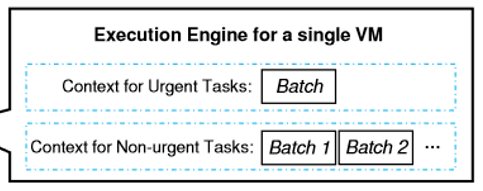 Execution Engine for a single VM
Context for Urgent Tasks: Batch
Context for Non-urgent Tasks: Batch 1 Batch 2 ...